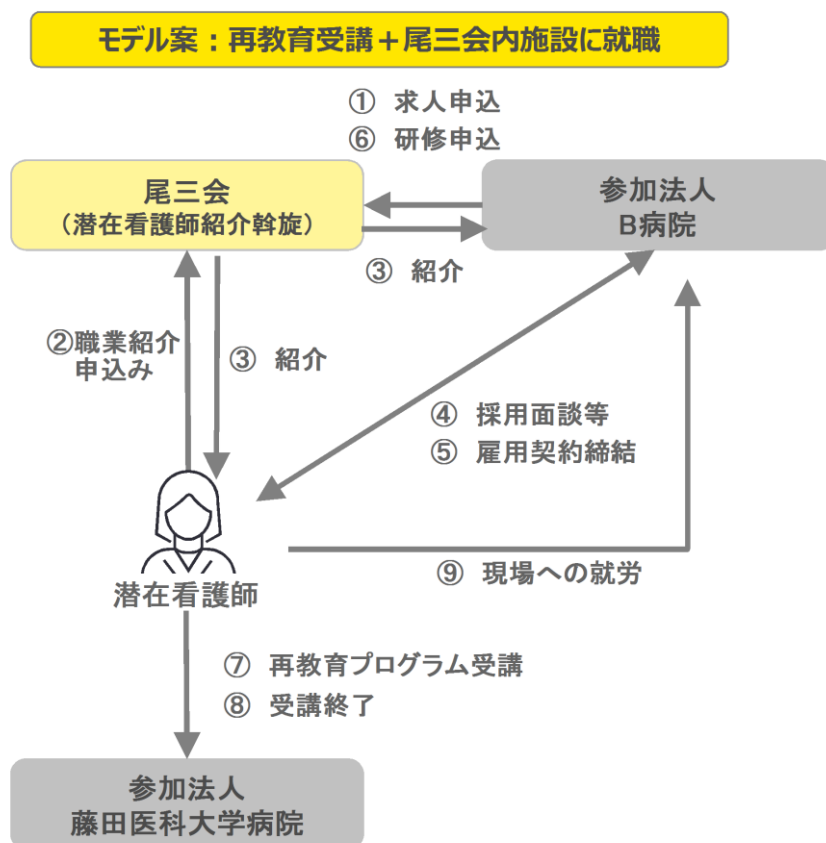 モデル案：再教育受講＋尾三会内施設に就職
① 求人申込
⑥ 研修申込
尾三会
（潜在看護師紹介斡旋）
参加法人
B病院
③ 紹介
②職業紹介
申込み
③ 紹介
④ 採用面談等
⑤ 雇用契約締結
⑨ 現場への就労
潜在看護師
⑦ 再教育プログラム受講
⑧ 受講終了
参加法人
藤田医科大学病院